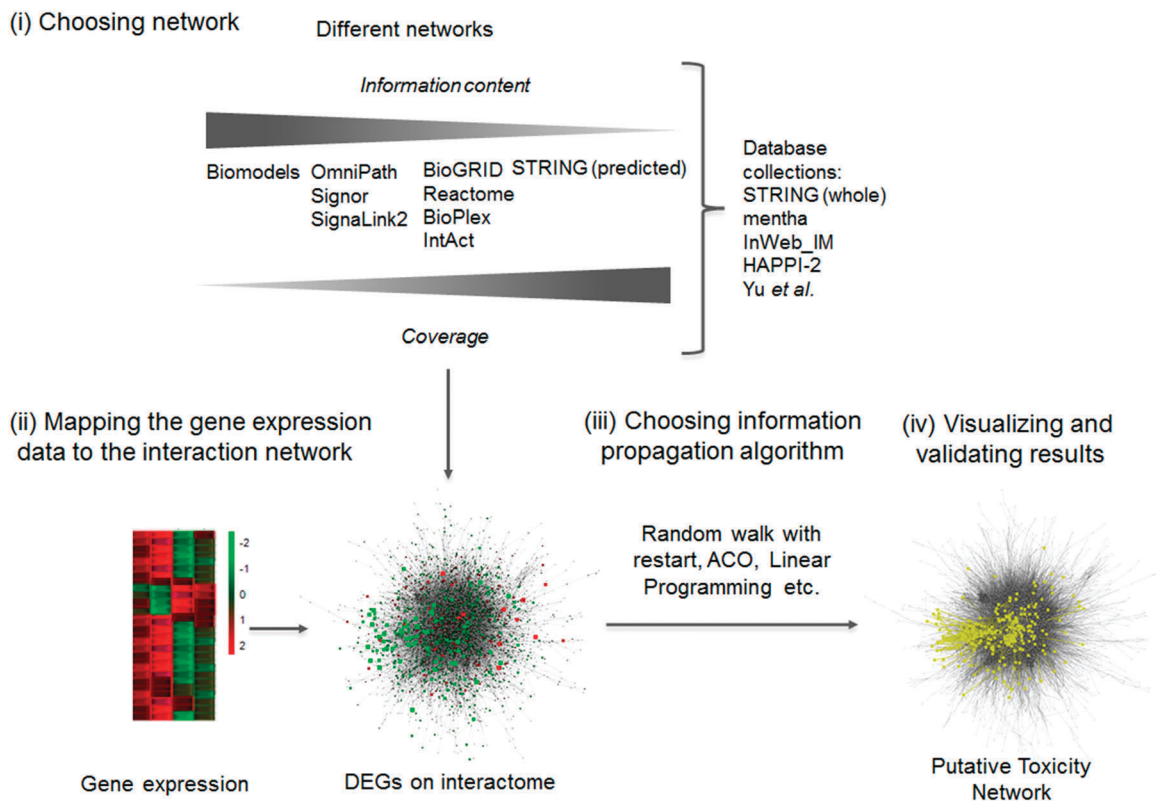 (i) Choosing network
Different networks
Information content
Biomodels
OmniPath
Signor
SignaLink2
BioGRID
Reactome
BioPlex
IntAct
STRING (predicted)
Coverage
Database
collections:
STRING (whole)
mentha
InWeb_IM
HAPPI-2
Yu et al.
(ii) Mapping the gene expression
data to the interaction network
-2
-1
0
1
2
Gene expression
DEGs on interactome
(iii) Choosing information
propagation algorithm
Random walk with
restart, ACO, Linear
Programming etc.
(iv) Visualizing and
validating results
Putative Toxicity
Network